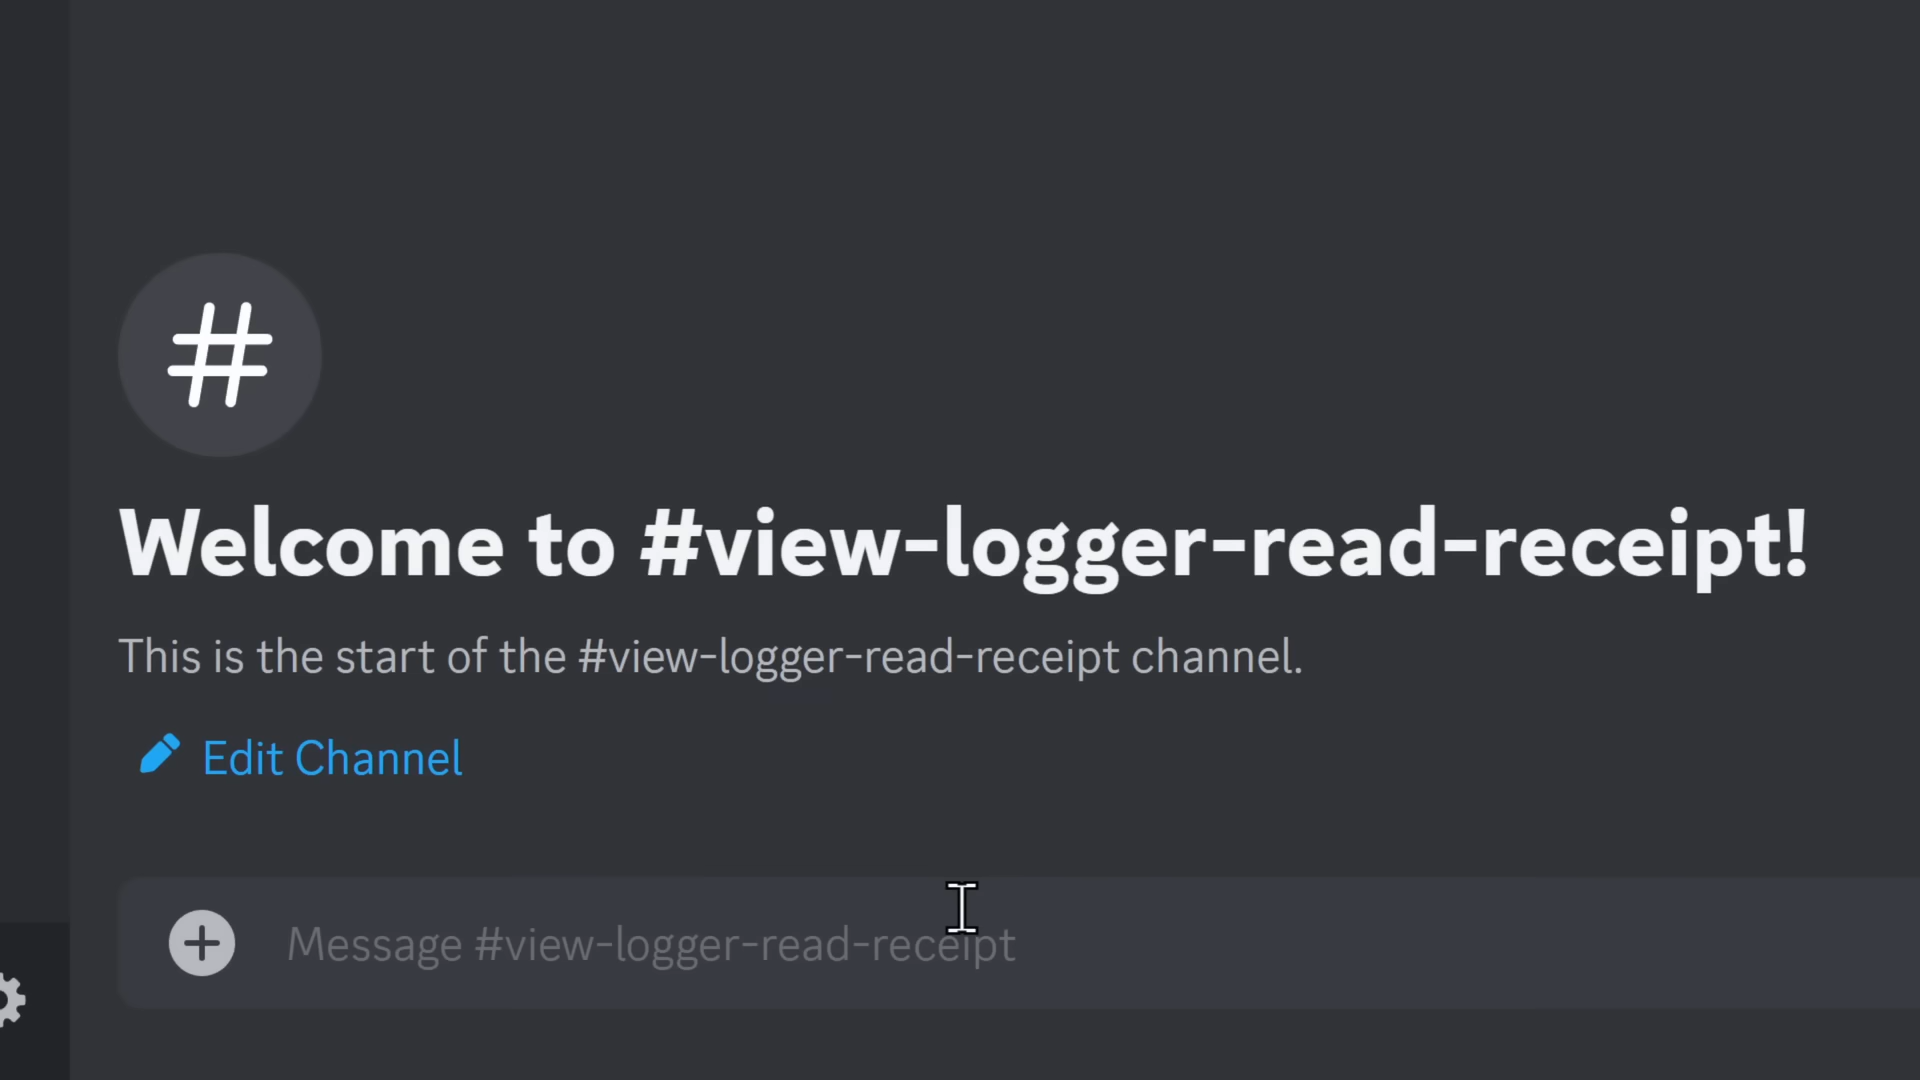 Welcome to #view-logger-read-receipt!
This is the start of the #view-logger-read-receipt channel.
Edit Channel
Message #view-logger-read-receipt